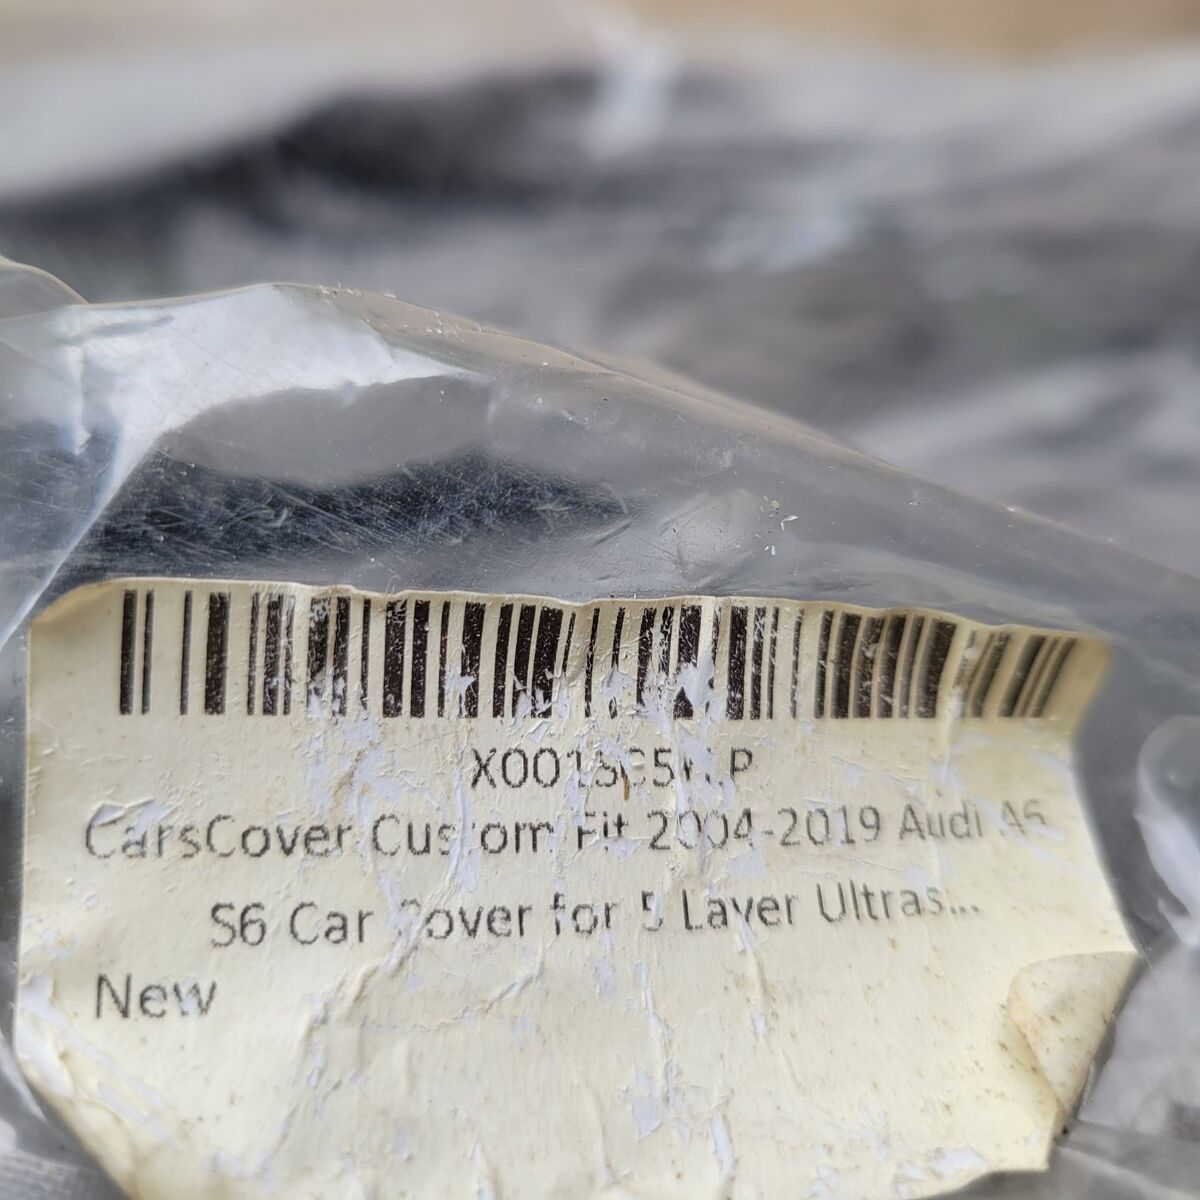 CarsCover Custom Fit 2004-2019 Audi A6
S6 Car Cover for 5 Layer Ultras...
New